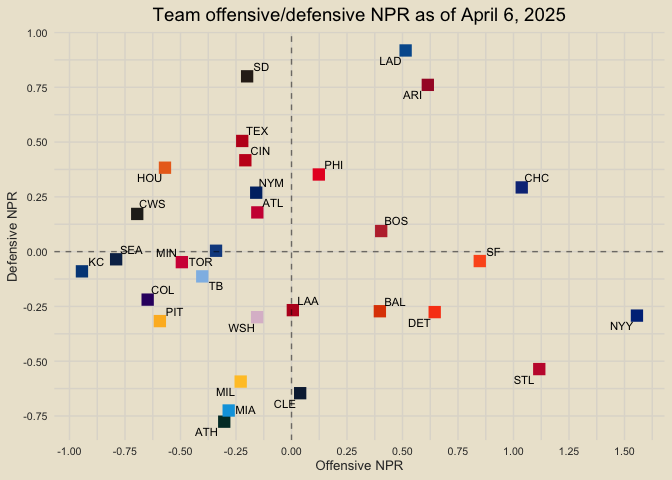 Team offensive/defensive NPR as of April 6, 2025
1.00
LAD
SD
0.75
ARI
TEX
0.50
CIN
HOU
PHI
NYM
CHC
0.25
CWS
ATL
BOS
0.00
SEA
MIN
SF
KC
TOR
TB
COL
LAA
BAL
-0.25
PIT
WSH
DET
NYY
-0.50
STL
MIL
CLE
MIA
-0.75
ATH
Defensive NPR
-1.00 -0.75 -0.50 -0.25 0.00 0.25 0.50 0.75 1.00 1.25 1.50
Offensive NPR